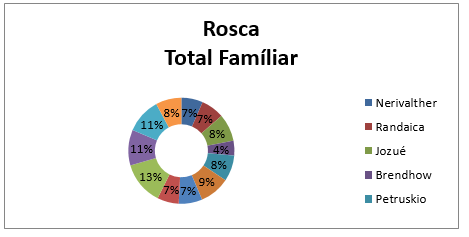 Rosca
Total Famíliar
8%
7%
7%
8%
4%
8%
9%
7%
7%
13%
11%
11%
Nerivalther
Randaica
Jozué
Brendhow
Petruskio